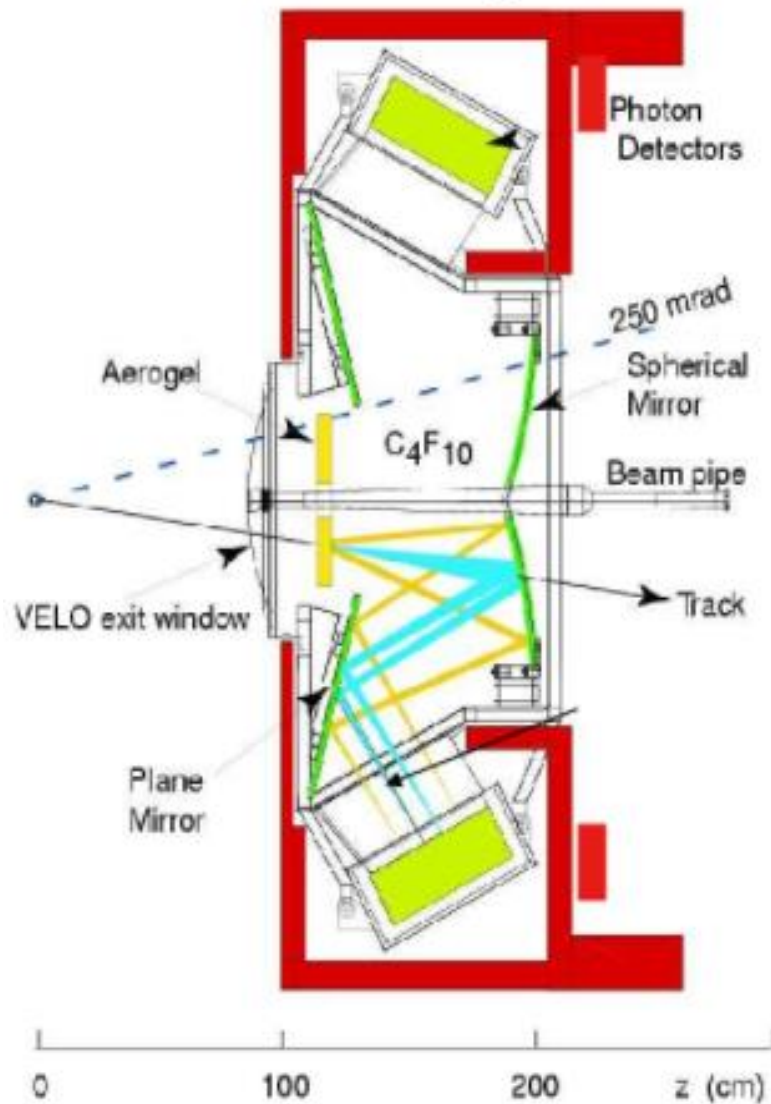 Photon
Detectors
250 mrad
Aerogel
Spherical
Mirror
C4F10
Beam pipe
VELO exit window
Track
Plane
Mirror
0 100 200 z (cm)